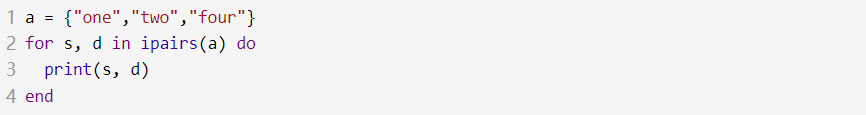 1 a = {"one","two","four"}
2 for s, d in ipairs(a) do
3   print(s, d)
4 end